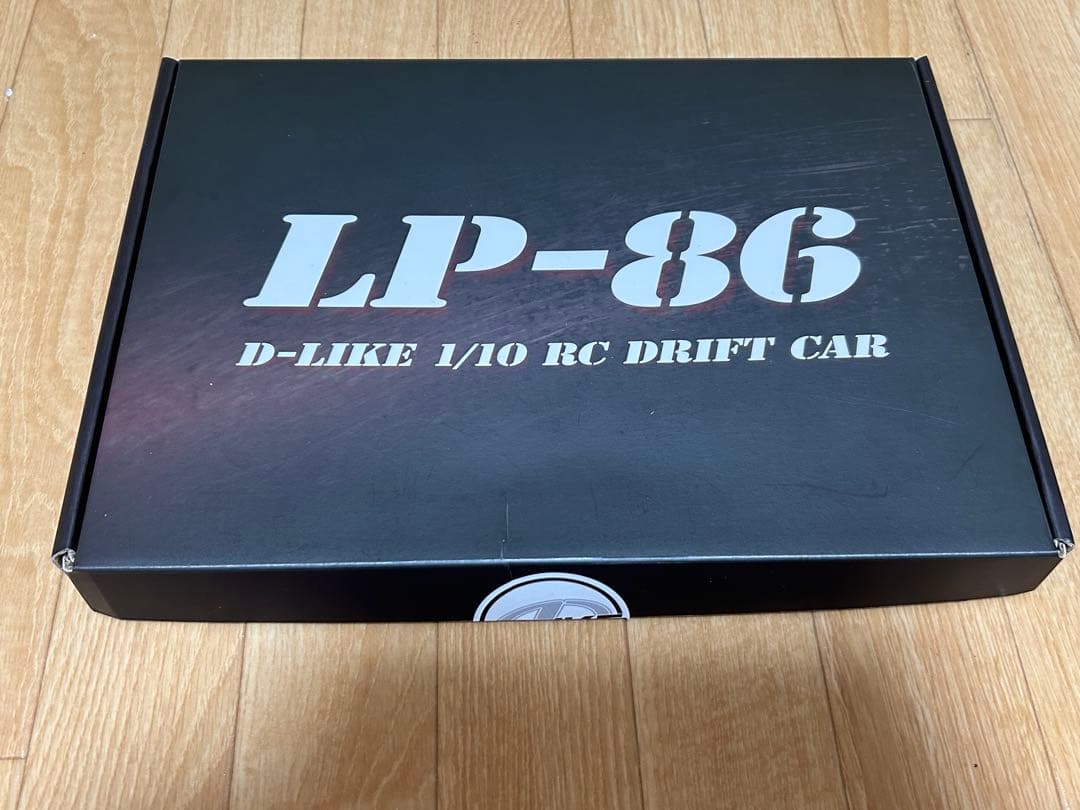 LP-86
D-LIKE 1/10 RC DRIFT CAR